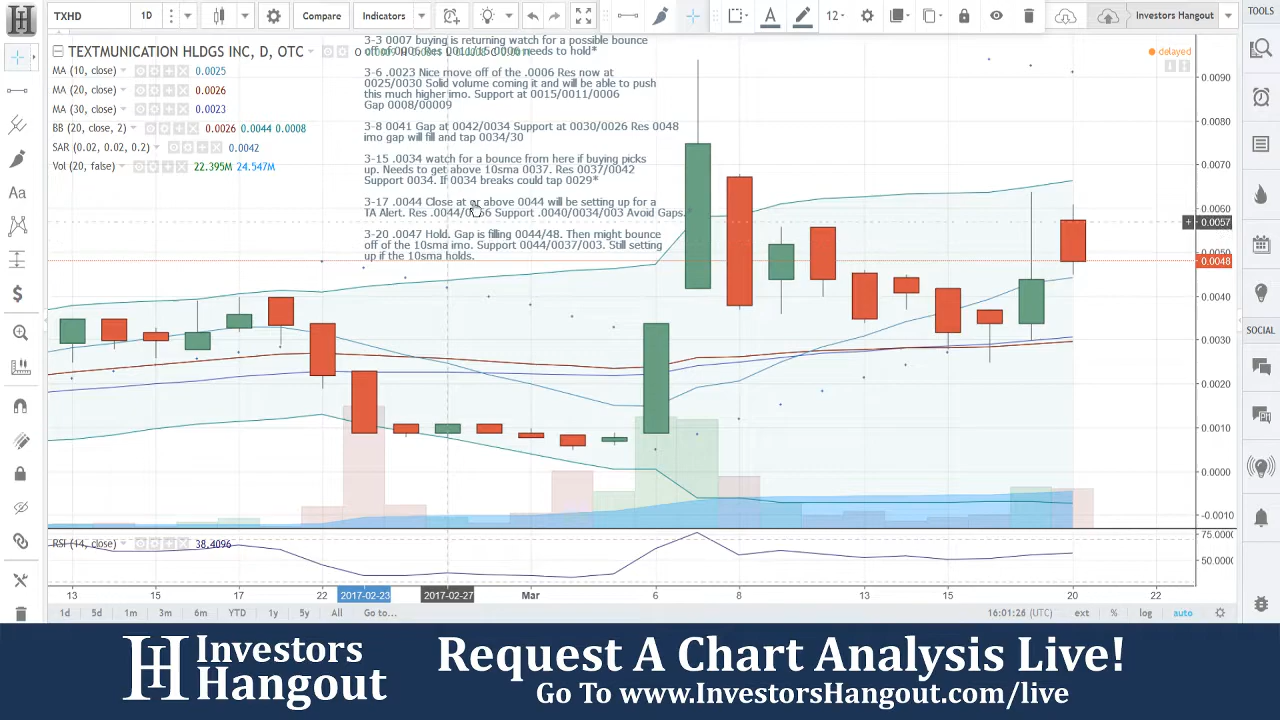 TXHD
1D
Compare
Indicators
12
Investors Hangout
TOOLS
TEXTMUNICATION HLDGS INC, D, OTC
delayed
MA (10, close)
0.0025
MA (20, close)
0.0026
MA (30, close)
0.0023
BB (20, close, 2)
0.0026 0.0044 0.0008
SAR (0.02, 0.02, 0.2)
0.0042
Vol (20, false)
22.395M 24.547M
3-3 0007 buying is returning watch for a possible bounce
off of 0006 Res 0011/15 0006 needs to hold*
3-6 .0023 Nice move off of the .0006 Res now at
0025/0030 Solid volume coming it and will be able to push
this much higher imo. Support at 0015/0011/0006
Gap 0008/00009
3-8 0041 Gap at 0042/0034 Support at 0030/0026 Res 0048
imo gap will fill and tap 0034/30
3-15 .0034 watch for a bounce from here if buying picks
up. Needs to get above 10sma 0037. Res 0037/0042
Support 0034. If 0034 breaks could tap 0029*
3-17 .0044 Close at or above 0044 will be setting up for a
TA Alert. Res .0044/0056 Support .0040/0034/003 Avoid Gaps.
3-20 .0047 Hold. Gap is filling 0044/48. Then might bounce
off of the 10sma imo. Support 0044/0037/003. Still setting
up if the 10sma holds.
0.0090
0.0080
0.0070
0.0057
0.0050
0.0048
0.0040
0.0030
0.0020
0.0010
0.0000
-0.0010
SOCIAL
RSI (14, close)
38.4096
75.0000
50.0000
13
15
17
22
2017-02-23
2017-02-27
Mar
6
8
13
15
20
22
1d
5d
1m
3m
6m
YTD
1y
5y
All
Go to...
16:01:26 (UTC)
ext
%
log
auto
Investors
Hangout
Request A Chart Analysis Live!
Go To www.InvestorsHangout.com/live